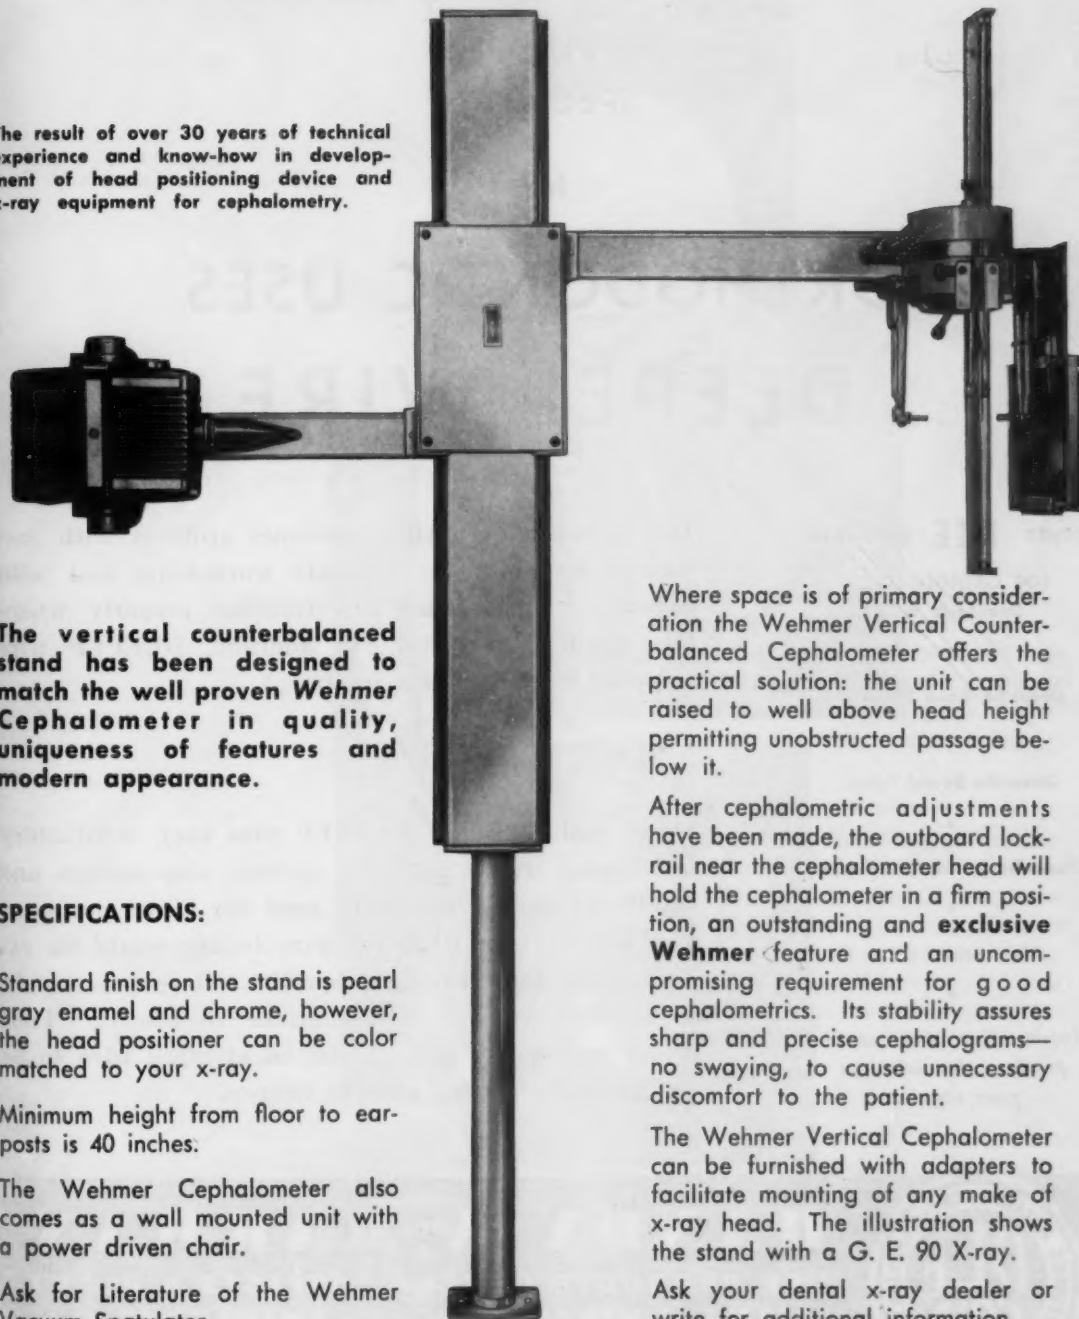 The result of over 30 years of technical
experience and know-how in develop-
ment of head positioning device and
x-ray equipment for cephalometry.
The vertical counterbalanced
stand has been designed to
match the well proven Wehmer
Cephalometer in quality,
uniqueness of features and
modern appearance.
SPECIFICATIONS:
Standard finish on the stand is pearl
gray enamel and chrome, however,
the head positioner can be color
matched to your x-ray.
Minimum height from floor to ear-
posts is 40 inches.
The Wehmer Cephalometer also
comes as a wall mounted unit with
a power driven chair.
Ask for Literature of the Wehmer
Vacuum Spatulator.
Where space is of primary consider-
ation the Wehmer Vertical Counter-
balanced Cephalometer offers the
practical solution: the unit can be
raised to well above head height
permitting unobstructed passage be-
low it.
After cephalometric adjustments
have been made, the outboard lock-
rail near the cephalometer head will
hold the cephalometer in a firm posi-
tion, an outstanding and exclusive
Wehmer feature and an uncom-
promising requirement for good
cephalometrics. Its stability assures
sharp and precise cephalograms—
no swaying, to cause unnecessary
discomfort to the patient.
The Wehmer Vertical Cephalometer
can be furnished with adapters to
facilitate mounting of any make of
x-ray head. The illustration shows
the stand with a G. E. 90 X-ray.
Ask your dental x-ray dealer or
write for additional information.